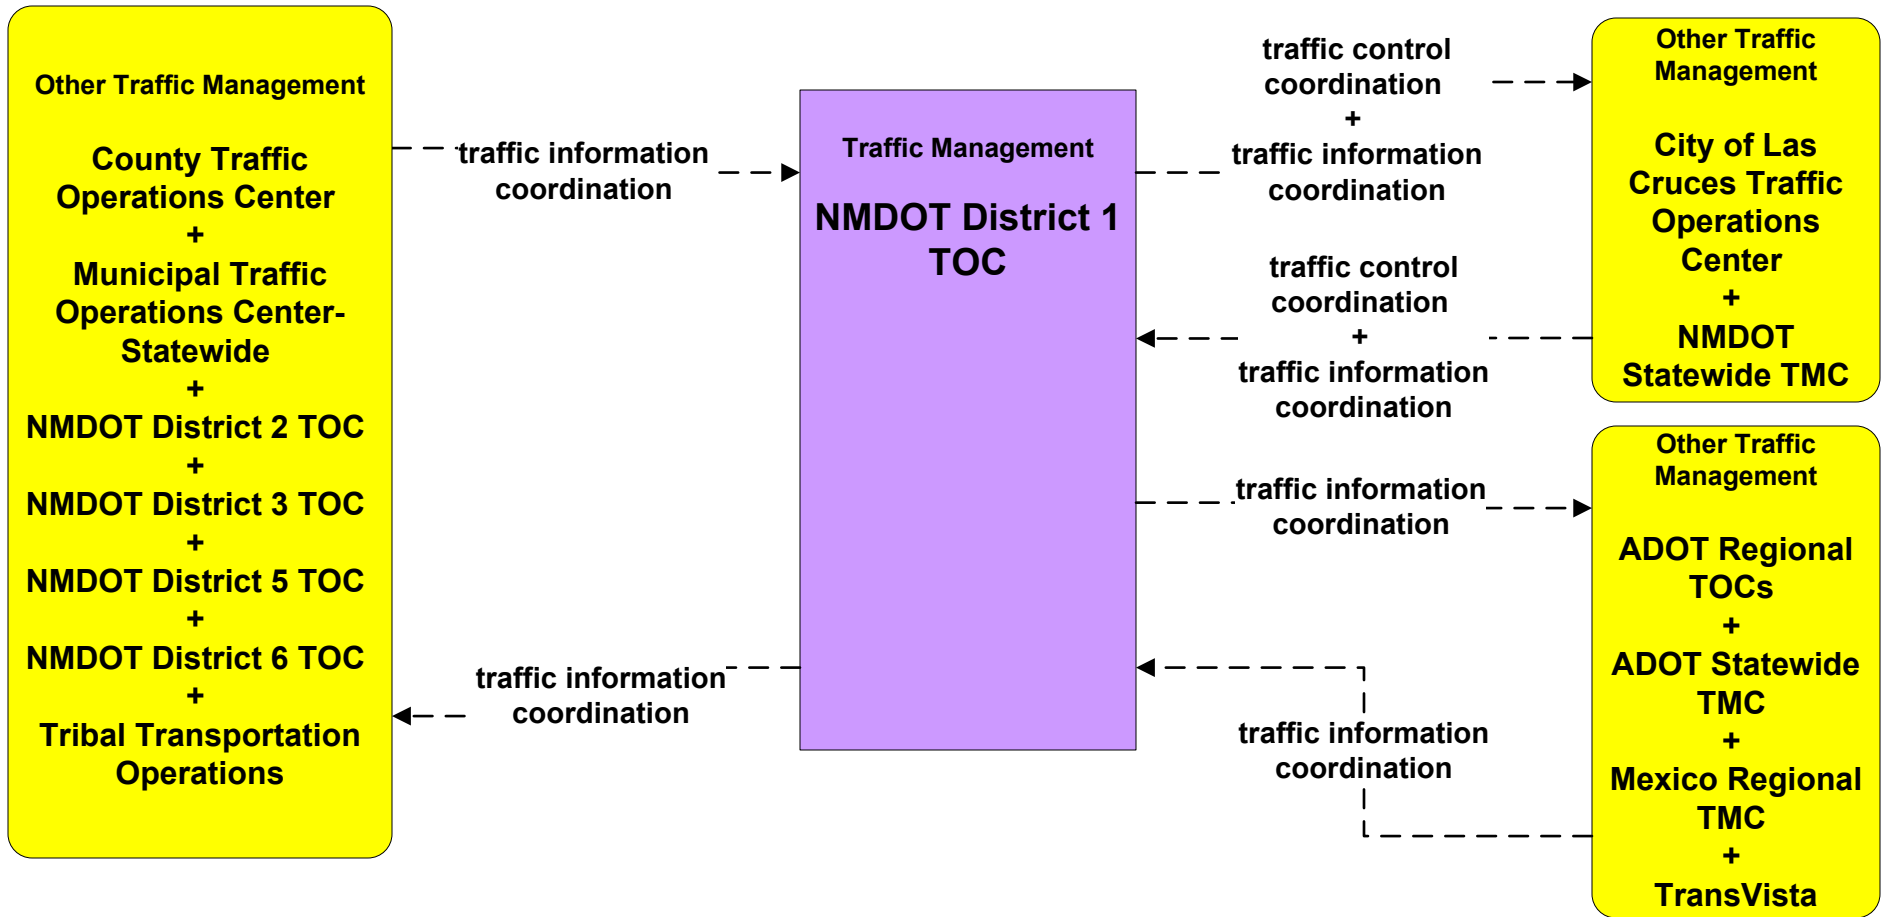 Other Traffic Management
County Traffic
Operations Center
+
Municipal Traffic
Operations Center-
Statewide
+
NMDOT District 2 TOC
+
NMDOT District 3 TOC
+
NMDOT District 5 TOC
+
NMDOT District 6 TOC
+
Tribal Transportation
Operations
traffic information
coordination
traffic information
coordination
Traffic Management
NMDOT District 1
TOC
traffic control
coordination
+
traffic information
coordination
traffic control
coordination
+
traffic information
coordination
traffic information
coordination
traffic information
coordination
Other Traffic
Management
City of Las
Cruces Traffic
Operations
Center
+
NMDOT
Statewide TMC
Other Traffic
Management
ADOT Regional
TOCs
+
ADOT Statewide
TMC
+
Mexico Regional
TMC
+
TransVista